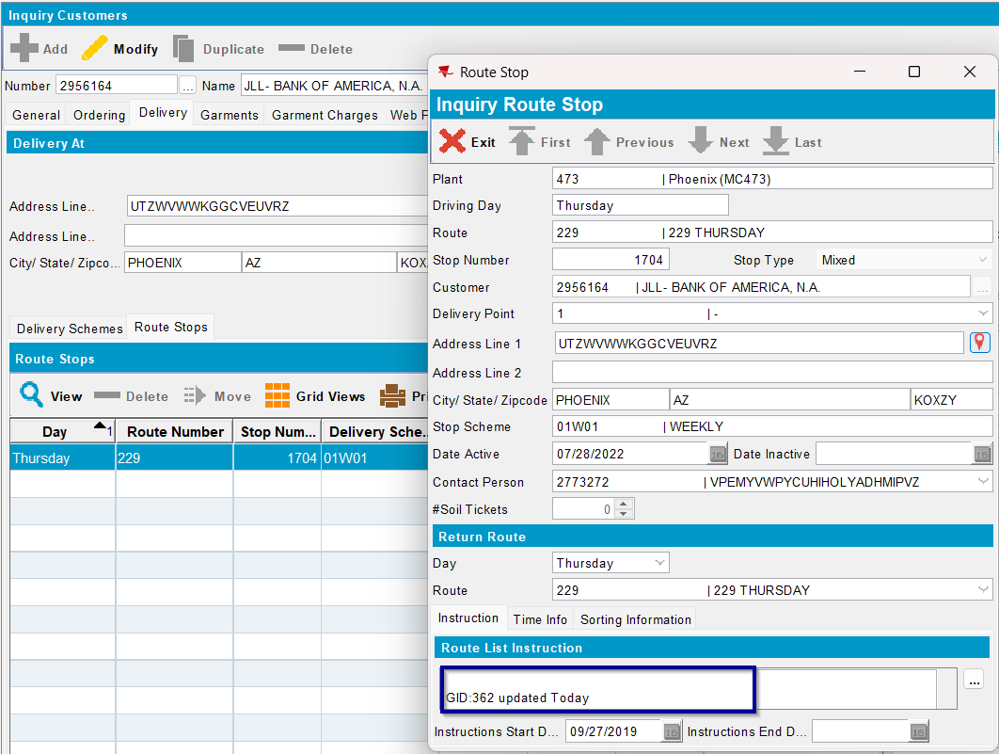 Inquiry Customers
Add Modify Duplicate Delete
Number 2956164 ... Name JLL- BANK OF AMERICA, N.A.
General Ordering Delivery Garments Garment Charges Web
Delivery At
Address Line.. UTZWVWWKGGCVEUVRZ
Address Line..
City/ State/ Zipco... PHOENIX AZ
Delivery Schemes Route Stops
Route Stops
View Delete Move Grid Views
Day 1 Route Number Stop Num... Delivery Sche..
Thursday 229 1704 01W01
Route Stop
Inquiry Route Stop
Exit First Previous Next Last
Plant 473 | Phoenix (MC473)
Driving Day Thursday
Route 229 | 229 THURSDAY
Stop Number 1704 Stop Type Mixed
Customer 2956164 | JLL- BANK OF AMERICA, N.A. ...
Delivery Point 1 | -
Address Line 1 UTZWVWWKGGCVEUVRZ
Address Line 2
City/ State/ Zipcode PHOENIX AZ KOXZY
Stop Scheme 01W01 | WEEKLY
Date Active 07/28/2022 16 Date Inactive 16
Contact Person 2773272 | VPEMYVWPYCUHIHOLYADHMIPVZ
#Soil Tickets 0
Return Route
Day Thursday
Route 229 | 229 THURSDAY
Instruction Time Info Sorting Information
Route List Instruction
GID:362 updated Today
...
Instructions Start D... 09/27/2019 16 Instructions End D... 16